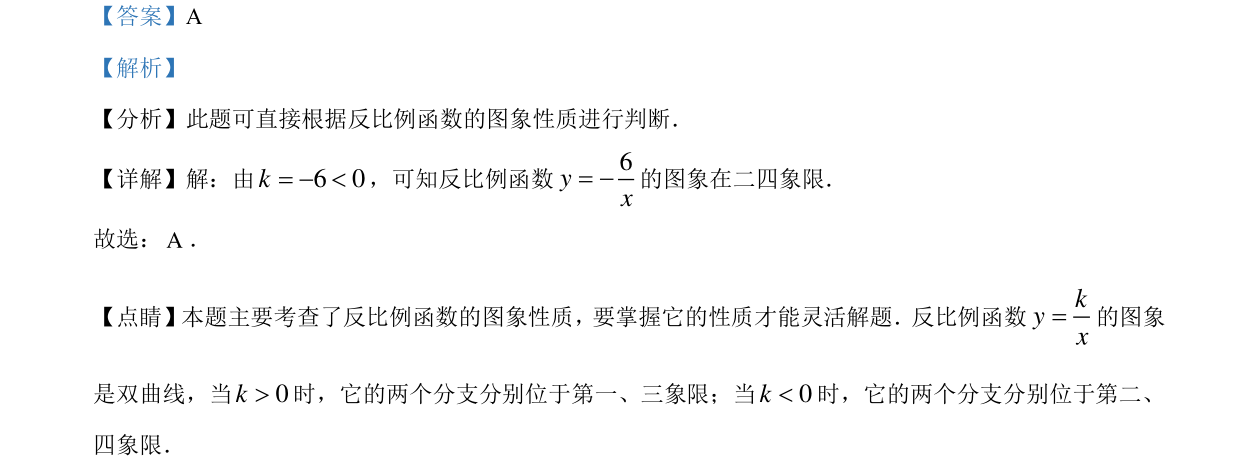 【答案】A
【解析】
【分析】此题可直接根据反比例函数的图象性质进行判断．
【详解】解：由k＝−6＜0，可知反比例函数 y＝−6/x 的图象在二四象限．
故选：A．
【点睛】本题主要考查了反比例函数的图象性质，要掌握它的性质才能灵活解题．反比例函数 y＝k/x 的图象
是双曲线，当k＞0时，它的两个分支分别位于第一、三象限；当k＜0时，它的两个分支分别位于第二、
四象限．